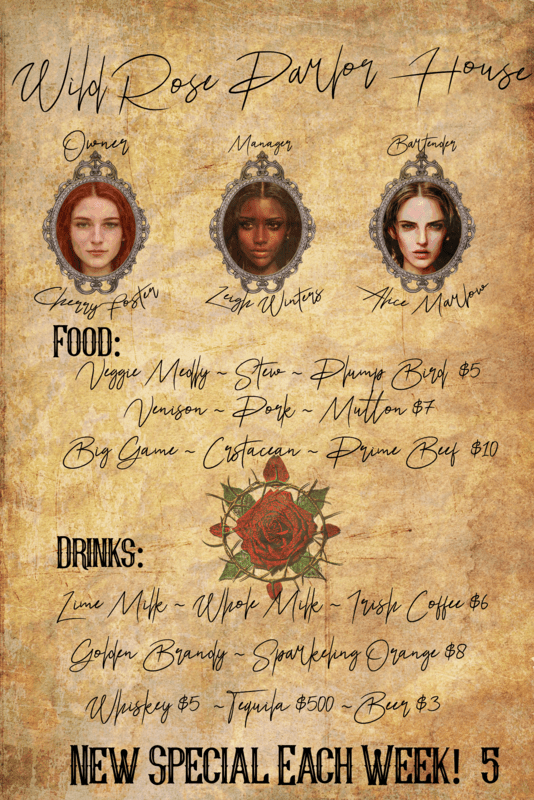 Wild Rose Parlor House
Owner Manager Bartender
Cherry Foster Leigh Winters Alice Marlow
FOOD:
Veggie Medly ~ Stew ~ Plump Bird $5
Venison ~ Pork ~ Mutton $7
Big Game ~ Crstacean ~ Prime Beef $10
DRINKS:
Lime Milk ~ Whole Milk ~ Irish Coffee $6
Golden Brandy ~ Sparkeling Orange $8
Whiskey $5 ~Tequila $500 ~ Beer $3
NEW SPECIAL EACH WEEK! 5